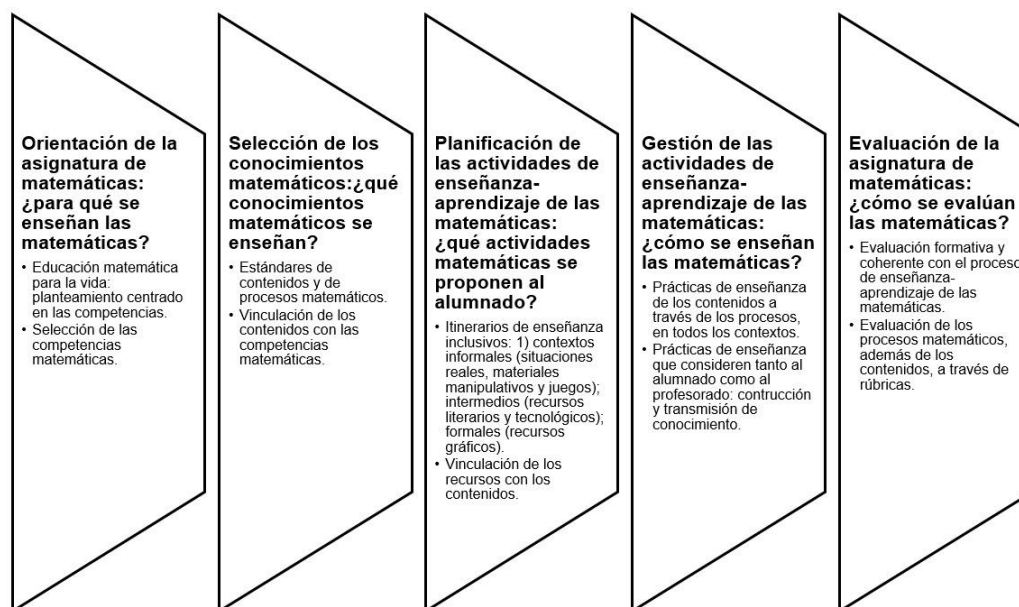 Orientación de la
asignatura de
matemáticas:
¿para qué se
enseñan las
matemáticas?
• Educación matemática
para la vida:
planteamiento centrado
en las competencias.
• Selección de las
competencias
matemáticas.
Selección de los
conocimientos
matemáticos:¿qué
conocimientos
matemáticos se
enseñan?
• Estándares de
contenidos y de
procesos matemáticos.
• Vinculación de los
contenidos con las
competencias
matemáticas.
Planificación de
las actividades de
enseñanza-
aprendizaje de las
matemáticas:
¿qué actividades
matemáticas se
proponen al
alumnado?
• Itinerarios de enseñanza
inclusivos: 1) contextos
informales (situaciones
reales, materiales
manipulativos y juegos);
intermedios (recursos
literarios y tecnológicos);
formales (recursos
gráficos).
• Vinculación de los
recursos con los
contenidos.
Gestión de las
actividades de
enseñanza-
aprendizaje de las
matemáticas:
¿cómo se enseñan
las matemáticas?
• Prácticas de enseñanza
de los contenidos a
través de los procesos,
en todos los contextos.
• Prácticas de enseñanza
que consideren tanto al
alumnado como al
profesorado: contrucción
y transmisión de
conocimiento.
Evaluación de la
asignatura de
matemáticas:
¿cómo se evalúan
las matemáticas?
• Evaluación formativa y
coherente con el proceso
de enseñanza-
aprendizaje de las
matemáticas.
• Evaluación de los
procesos matemáticos,
además de los
contenidos, a través de
rúbricas.